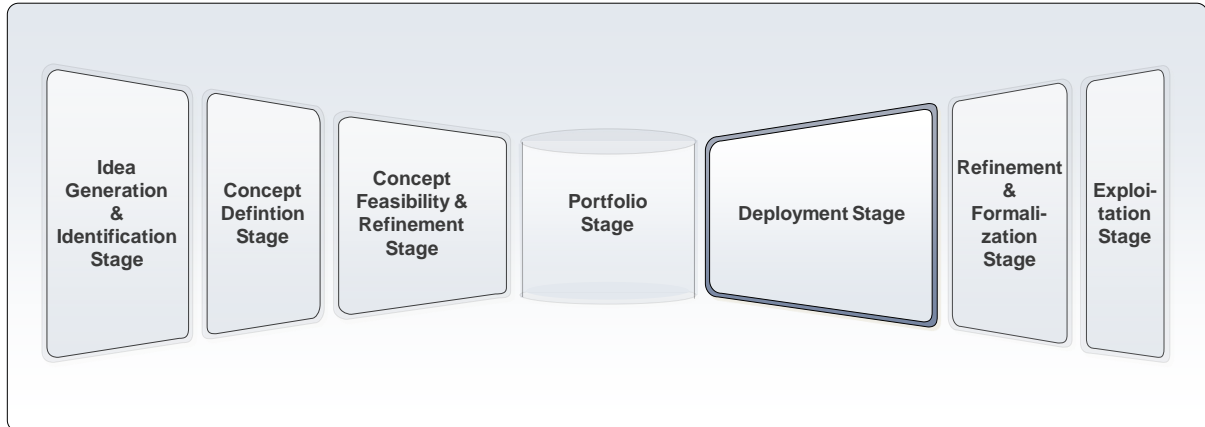 Idea
Generation
&
Identification
Stage
Concept
Defintion
Stage
Concept
Feasibility &
Refinement
Stage
Portfolio
Stage
Deployment Stage
Refinement
&
Formali-
zation
Stage
Exploi-
tation
Stage